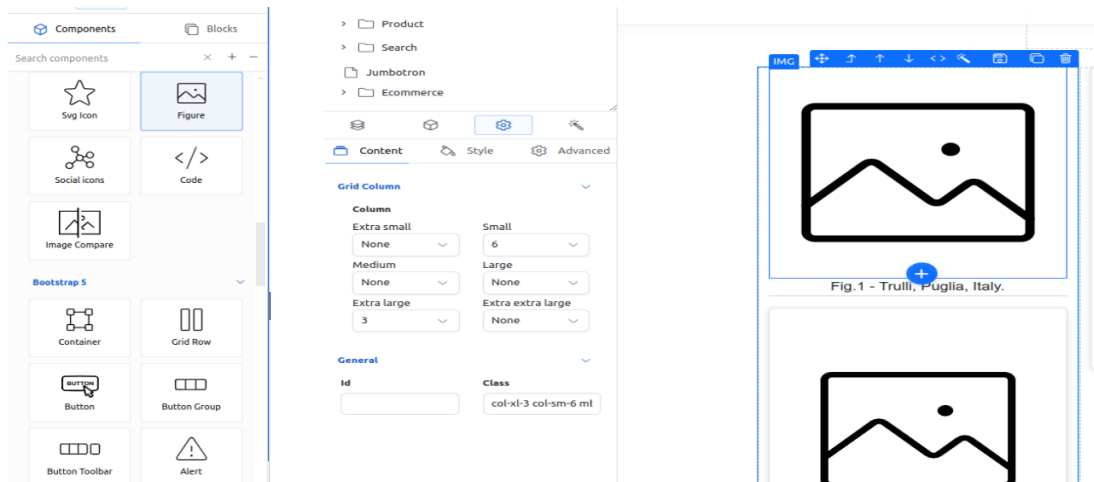 Components
Blocks
Search components
Svg Icon
Figure
Social icons
Code
Image Compare
Bootstrap 5
Container
Grid Row
BUTTON
Button
Button Group
Button Toolbar
Alert
Product
Search
Jumbotron
Ecommerce
Content
Style
Advanced
Grid Column
Column
Extra small
Small
None
6
Medium
Large
None
None
Extra large
Extra extra large
3
None
General
Id
Class
col-xl-3 col-sm-6 mb
IMG
Fig.1 - Trulli, Puglia, Italy.